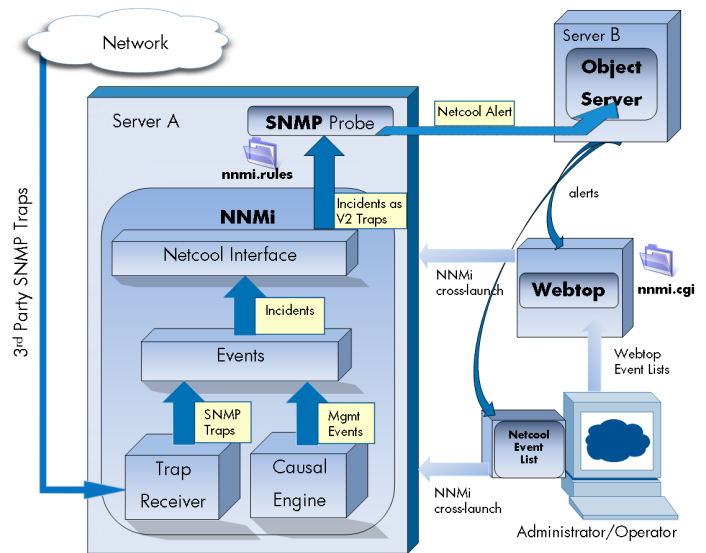 Network
Server A
SNMP Probe
nnmi.rules
Netcool Alert
Server B
Object
Server
alerts
3rd Party SNMP Traps
NNMi
Incidents as
V2 Traps
Netcool Interface
Incidents
Events
SNMP
Traps
Mgmt
Events
Trap
Receiver
Causal
Engine
NNMi
cross-launch
Webtop
nnmi.cgi
Webtop
Event Lists
Netcool
Event
List
NNMi
cross-launch
Administrator/Operator